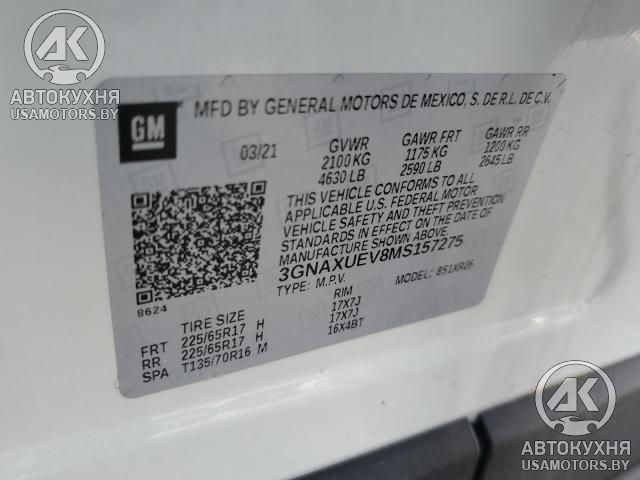 AK
АВТОКУХНЯ
USAMOTORS.BY
GM
MFD BY GENERAL MOTORS DE MEXICO, S. DE R.L. DE C.V.
03/21 GVWR GAWR FRT GAWR RR
2100 KG 1175 KG 1200 KG
4630 LB 2590 LB 2645 LB
THIS VEHICLE CONFORMS TO ALL
APPLICABLE U.S. FEDERAL MOTOR
VEHICLE SAFETY AND THEFT PREVENTION
STANDARDS IN EFFECT ON THE DATE OF
MANUFACTURE SHOWN ABOVE.
3GNAXUEV8MS157275
TYPE: M.P.V. MODEL: 851XR26
8624
TIRE SIZE RIM
FRT 225/65R17 H 17X7J
RR 225/65R17 H 17X7J
SPA T135/70R16 M 16X4BT
AK
АВТОКУХНЯ
USAMOTORS.BY